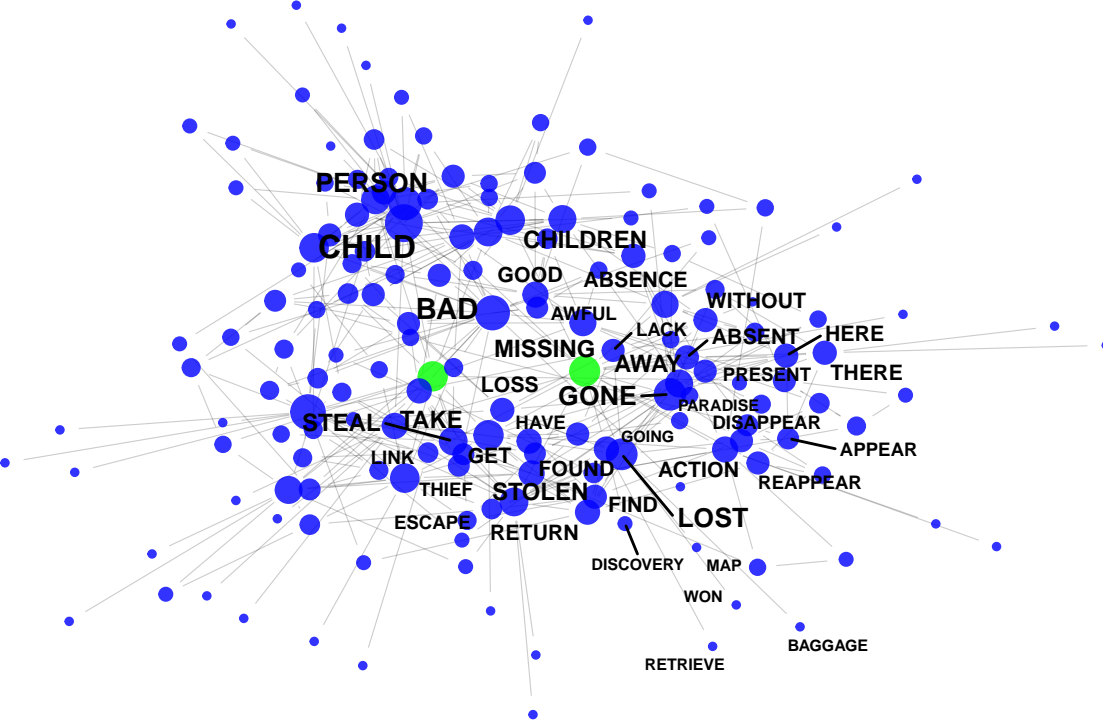 PERSON
CHILD
CHILDREN
GOOD
ABSENCE
BAD
AWFUL
WITHOUT
LACK
ABSENT
HERE
MISSING
AWAY
PRESENT
THERE
LOSS
GONE
PARADISE
STEAL
TAKE
HAVE
DISAPPEAR
GOING
APPEAR
LINK
GET
FOUND
ACTION
REAPPEAR
THIEF
STOLEN
FIND
LOST
ESCAPE
RETURN
DISCOVERY
MAP
WON
BAGGAGE
RETRIEVE